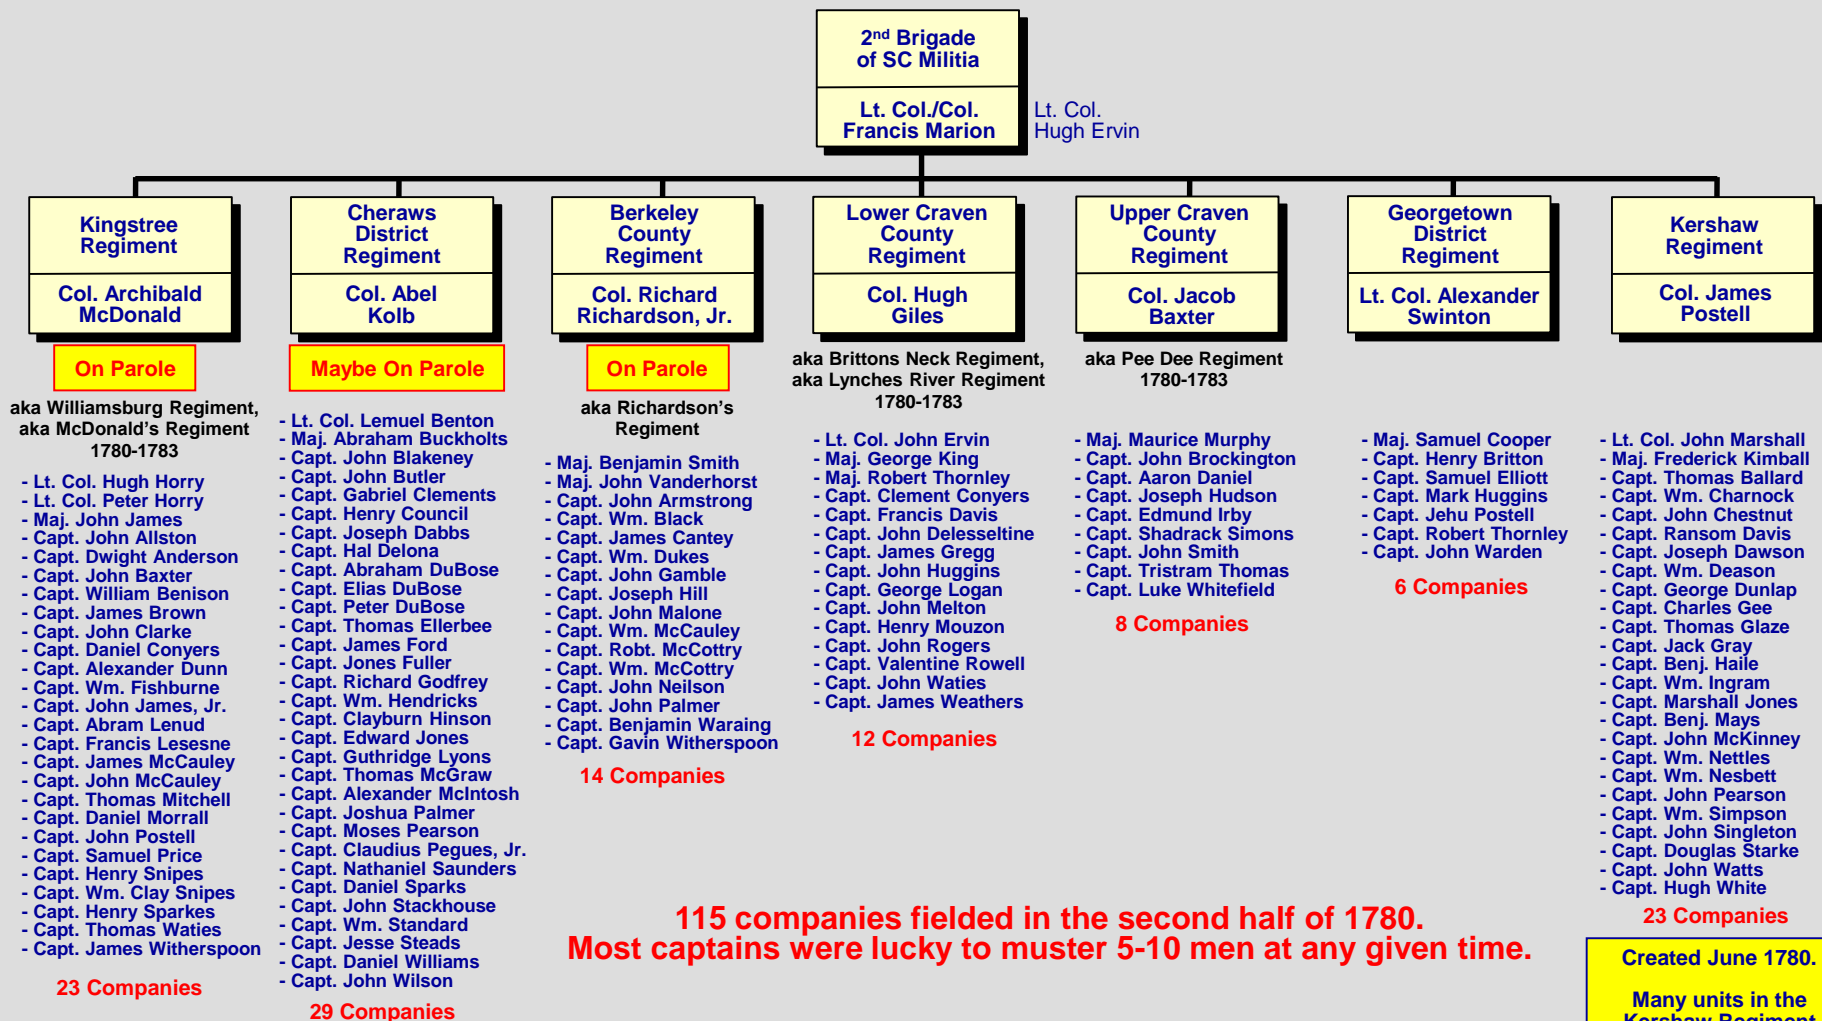 2nd Brigade
of SC Militia
Lt. Col./Col.
Francis Marion
Lt. Col.
Hugh Ervin
Kingstree
Regiment
Col. Archibald
McDonald
On Parole
aka Williamsburg Regiment,
aka McDonald's Regiment
1780-1783
- Lt. Col. Hugh Horry
- Lt. Col. Peter Horry
- Maj. John James
- Capt. John Allston
- Capt. Dwight Anderson
- Capt. John Baxter
- Capt. William Benison
- Capt. James Brown
- Capt. John Clarke
- Capt. Daniel Conyers
- Capt. Alexander Dunn
- Capt. Wm. Fishburne
- Capt. John James, Jr.
- Capt. Abram Lenud
- Capt. Francis Lesesne
- Capt. James McCauley
- Capt. John McCauley
- Capt. Thomas Mitchell
- Capt. Daniel Morrall
- Capt. John Postell
- Capt. Samuel Price
- Capt. Henry Snipes
- Capt. Wm. Clay Snipes
- Capt. Henry Sparkes
- Capt. Thomas Waties
- Capt. James Witherspoon
23 Companies
Cheraws
District
Regiment
Col. Abel
Kolb
Maybe On Parole
- Lt. Col. Lemuel Benton
- Maj. Abraham Buckholts
- Capt. John Blakeney
- Capt. John Butler
- Capt. Gabriel Clements
- Capt. Henry Council
- Capt. Joseph Dabbs
- Capt. Hal Delona
- Capt. Abraham DuBose
- Capt. Elias DuBose
- Capt. Peter DuBose
- Capt. Thomas Ellerbee
- Capt. James Ford
- Capt. Jones Fuller
- Capt. Richard Godfrey
- Capt. Wm. Hendricks
- Capt. Clayburn Hinson
- Capt. Edward Jones
- Capt. Guthridge Lyons
- Capt. Thomas McGraw
- Capt. Alexander McIntosh
- Capt. Joshua Palmer
- Capt. Moses Pearson
- Capt. Claudius Pegues, Jr.
- Capt. Nathaniel Saunders
- Capt. Daniel Sparks
- Capt. John Stackhouse
- Capt. Wm. Standard
- Capt. Jesse Steads
- Capt. Daniel Williams
- Capt. John Wilson
29 Companies
Berkeley
County
Regiment
Col. Richard
Richardson, Jr.
On Parole
aka Richardson's
Regiment
- Maj. Benjamin Smith
- Maj. John Vanderhorst
- Capt. John Armstrong
- Capt. Wm. Black
- Capt. James Cantey
- Capt. Wm. Dukes
- Capt. John Gamble
- Capt. Joseph Hill
- Capt. John Malone
- Capt. Wm. McCauley
- Capt. Robt. McCottry
- Capt. Wm. McCottry
- Capt. John Neilson
- Capt. John Palmer
- Capt. Benjamin Waraing
- Capt. Gavin Witherspoon
14 Companies
Lower Craven
County
Regiment
Col. Hugh
Giles
aka Brittons Neck Regiment,
aka Lynches River Regiment
1780-1783
- Lt. Col. John Ervin
- Maj. George King
- Maj. Robert Thornley
- Capt. Clement Conyers
- Capt. Francis Davis
- Capt. John Delesseltine
- Capt. James Gregg
- Capt. John Huggins
- Capt. George Logan
- Capt. John Melton
- Capt. Henry Mouzon
- Capt. John Rogers
- Capt. Valentine Rowell
- Capt. John Waties
- Capt. James Weathers
12 Companies
Upper Craven
County
Regiment
Col. Jacob
Baxter
aka Pee Dee Regiment
1780-1783
- Maj. Maurice Murphy
- Capt. John Brockington
- Capt. Aaron Daniel
- Capt. Joseph Hudson
- Capt. Edmund Irby
- Capt. Shadrack Simons
- Capt. John Smith
- Capt. Tristram Thomas
- Capt. Luke Whitefield
8 Companies
Georgetown
District
Regiment
Lt. Col. Alexander
Swinton
- Maj. Samuel Cooper
- Capt. Henry Britton
- Capt. Samuel Elliott
- Capt. Mark Huggins
- Capt. Jehu Postell
- Capt. Robert Thornley
- Capt. John Warden
6 Companies
Kershaw
Regiment
Col. James
Postell
- Lt. Col. John Marshall
- Maj. Frederick Kimball
- Capt. Thomas Ballard
- Capt. Wm. Charnock
- Capt. John Chestnut
- Capt. Ransom Davis
- Capt. Joseph Dawson
- Capt. Wm. Deason
- Capt. George Dunlap
- Capt. Charles Gee
- Capt. Thomas Glaze
- Capt. Jack Gray
- Capt. Benj. Haile
- Capt. Wm. Ingram
- Capt. Marshall Jones
- Capt. Benj. Mays
- Capt. John McKinney
- Capt. Wm. Nettles
- Capt. Wm. Nesbett
- Capt. John Pearson
- Capt. Wm. Simpson
- Capt. John Singleton
- Capt. Douglas Starke
- Capt. John Watts
- Capt. Hugh White
23 Companies
115 companies fielded in the second half of 1780.
Most captains were lucky to muster 5-10 men at any given time.
Created June 1780.
Many units in the
Kershaw Regiment